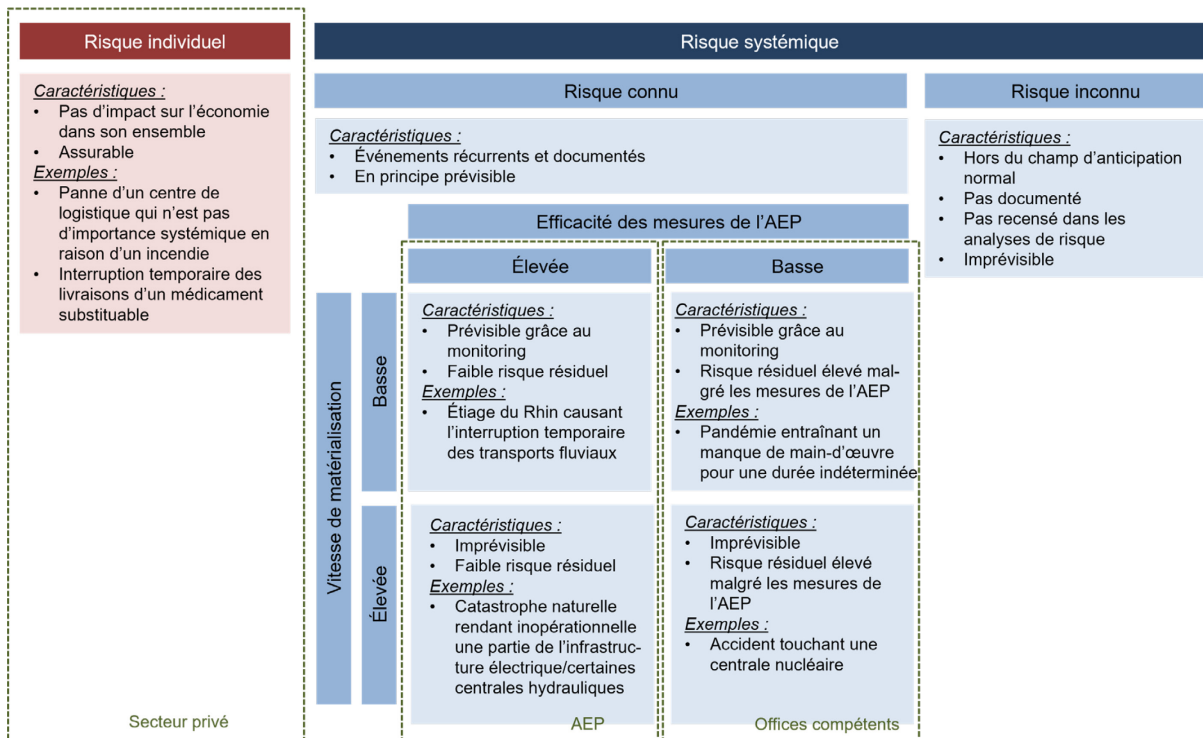 Risque individuel
Caractéristiques :
• Pas d’impact sur l’économie
dans son ensemble
• Assurable
Exemples :
• Panne d’un centre de
logistique qui n’est pas
d’importance systémique en
raison d’un incendie
• Interruption temporaire des
livraisons d’un médicament
substituable
Secteur privé
Risque systémique
Risque connu
Caractéristiques :
• Événements récurrents et documentés
• En principe prévisible
Efficacité des mesures de l’AEP
Élevée
Basse
Vitesse de matérialisation
Basse
Caractéristiques :
• Prévisible grâce au
monitoring
• Faible risque résiduel
Exemples :
• Étiage du Rhin causant
l’interruption temporaire
des transports fluviaux
Caractéristiques :
• Prévisible grâce au
monitoring
• Risque résiduel élevé mal-
gré les mesures de l’AEP
Exemples :
• Pandémie entraînant un
manque de main-d’œuvre
pour une durée indéterminée
Élevée
Caractéristiques :
• Imprévisible
• Faible risque résiduel
Exemples :
• Catastrophe naturelle
rendant inopérationnelle
une partie de l’infrastruc-
ture électrique/certaines
centrales hydrauliques
AEP
Caractéristiques :
• Imprévisible
• Risque résiduel élevé
malgré les mesures de
l’AEP
Exemples :
• Accident touchant une
centrale nucléaire
Offices compétents
Risque inconnu
Caractéristiques :
• Hors du champ d’anticipation
normal
• Pas documenté
• Pas recensé dans les
analyses de risque
• Imprévisible